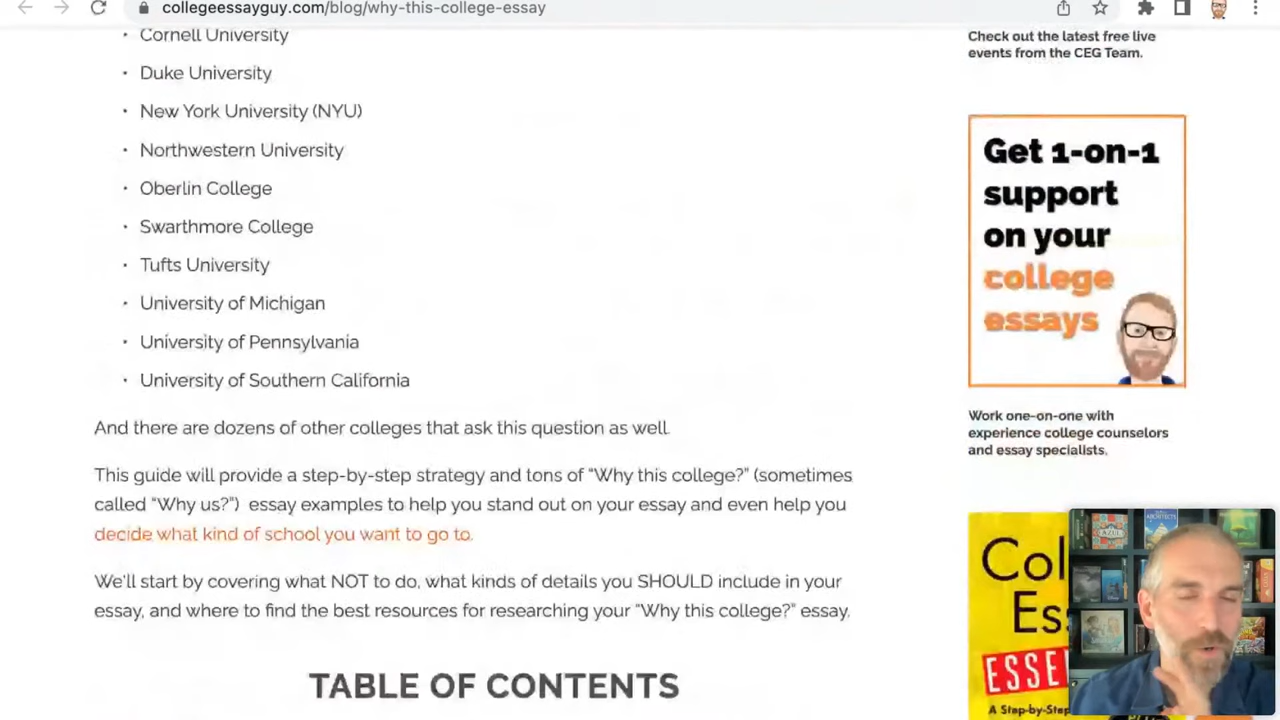 collegeessayguy.com/blog/why-this-college-essay
• Cornell University
• Duke University
• New York University (NYU)
• Northwestern University
• Oberlin College
• Swarthmore College
• Tufts University
• University of Michigan
• University of Pennsylvania
• University of Southern California
And there are dozens of other colleges that ask this question as well.
This guide will provide a step-by-step strategy and tons of “Why this college?” (sometimes
called “Why us?”) essay examples to help you stand out on your essay and even help you
decide what kind of school you want to go to.
We'll start by covering what NOT to do, what kinds of details you SHOULD include in your
essay, and where to find the best resources for researching your “Why this college?” essay.
TABLE OF CONTENTS
Check out the latest free live
events from the CEG Team.
Get 1-on-1
support
on your
college
essays
Work one-on-one with
experience college counselors
and essay specialists.
A Step-by-Step
ARCHITECTS
AZUL